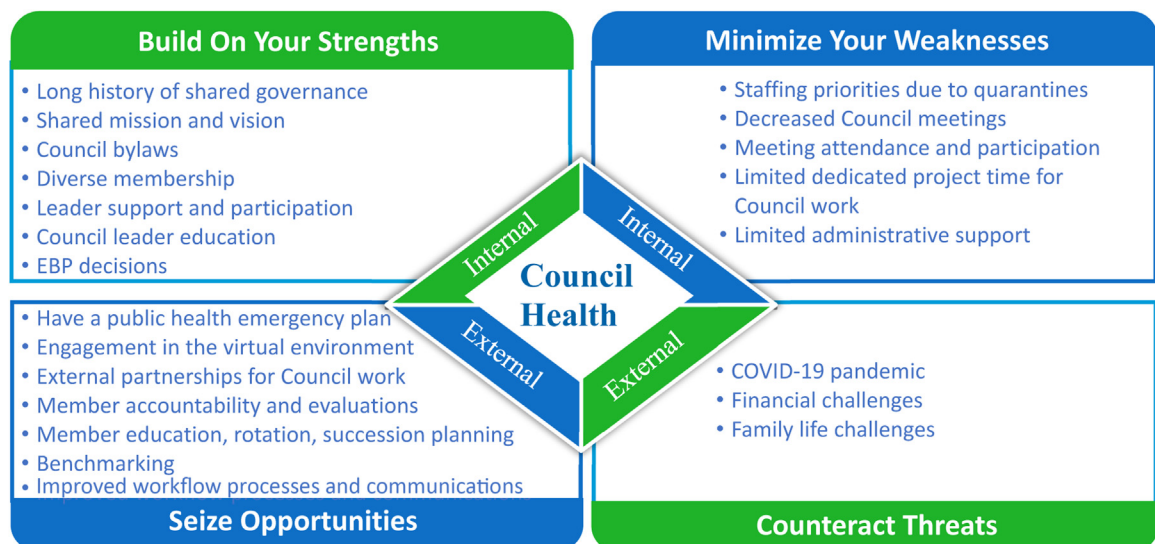 Build On Your Strengths
• Long history of shared governance
• Shared mission and vision
• Council bylaws
• Diverse membership
• Leader support and participation
• Council leader education
• EBP decisions
Minimize Your Weaknesses
• Staffing priorities due to quarantines
• Decreased Council meetings
• Meeting attendance and participation
• Limited dedicated project time for
Council work
• Limited administrative support
Internal
Internal
Council
Health
External
External
• Have a public health emergency plan
• Engagement in the virtual environment
• External partnerships for Council work
• Member accountability and evaluations
• Member education, rotation, succession planning
• Benchmarking
• Improved workflow processes and communications
Seize Opportunities
• COVID-19 pandemic
• Financial challenges
• Family life challenges
Counteract Threats